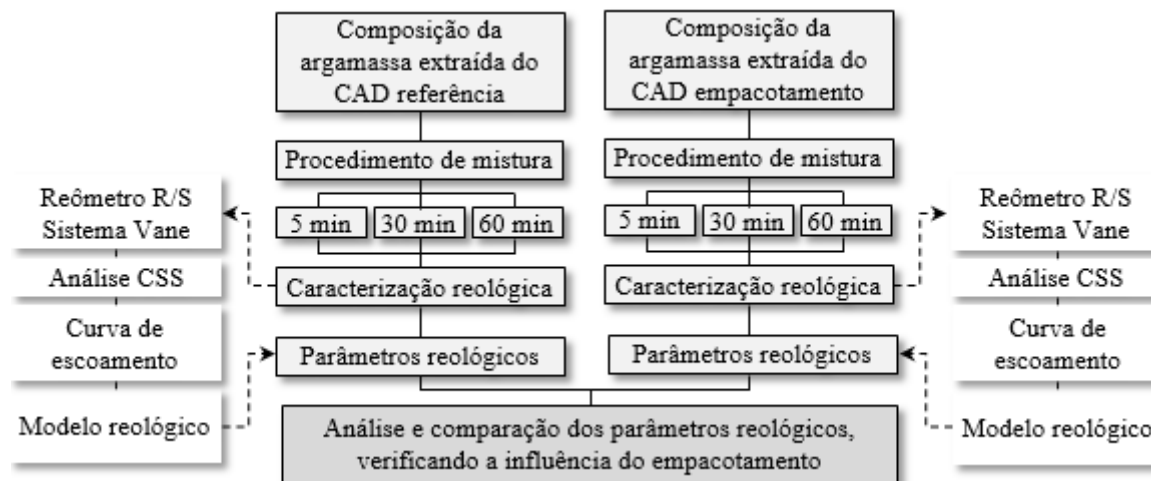 Composição da
argamassa extraída do
CAD referência
Composição da
argamassa extraída do
CAD empacotamento
Procedimento de mistura
Procedimento de mistura
5 min
30 min
60 min
5 min
30 min
60 min
Reômetro R/S
Sistema Vane
Análise CSS
Curva de
escoamento
Modelo reológico
Caracterização reológica
Caracterização reológica
Reômetro R/S
Sistema Vane
Análise CSS
Curva de
escoamento
Modelo reológico
Parâmetros reológicos
Parâmetros reológicos
Análise e comparação dos parâmetros reológicos,
verificando a influência do empacotamento